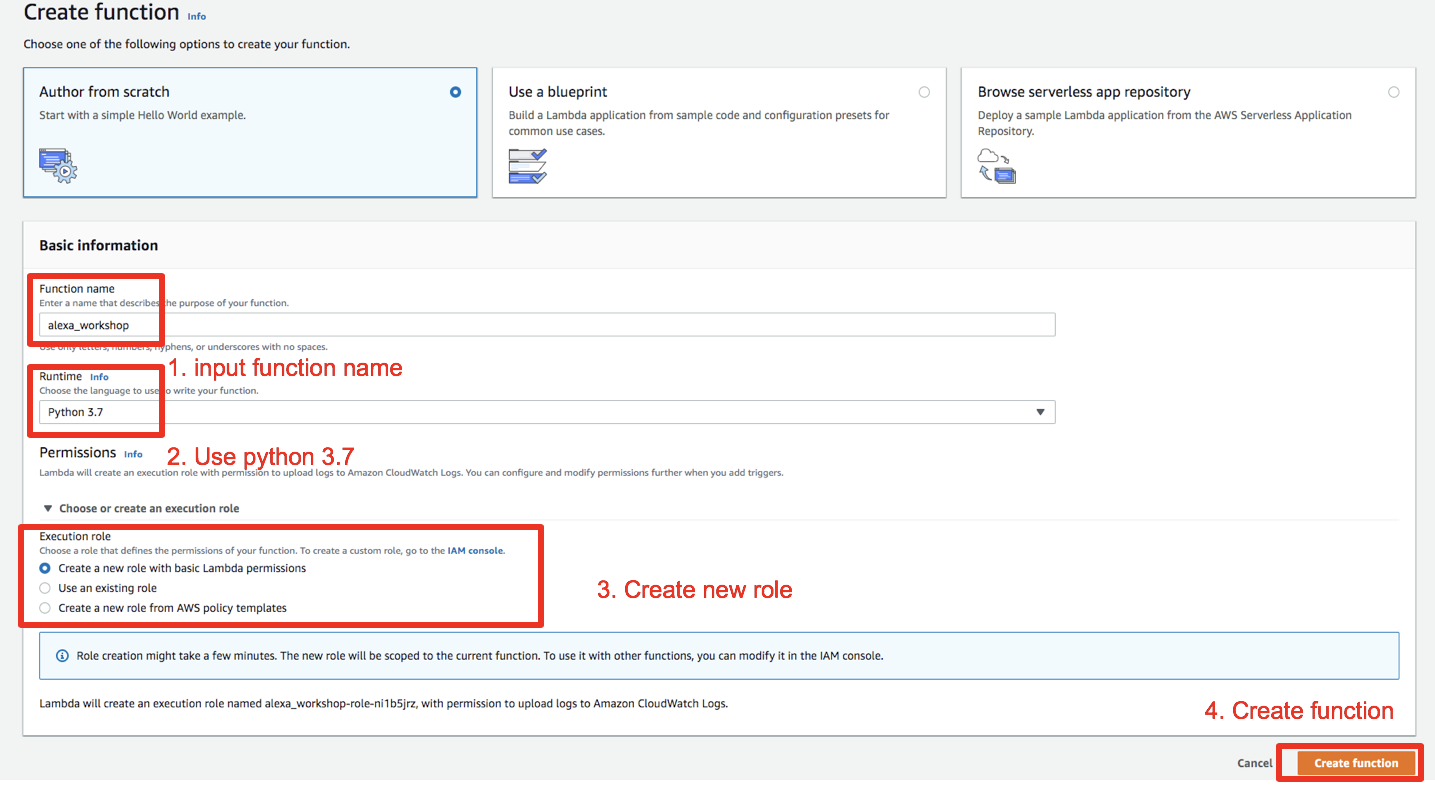 Create function Info
Choose one of the following options to create your function.
Author from scratch
Start with a simple Hello World example.
Use a blueprint
Build a Lambda application from sample code and configuration presets for
common use cases.
Browse serverless app repository
Deploy a sample Lambda application from the AWS Serverless Application
Repository.
Basic information
Function name
Enter a name that describes the purpose of your function.
alexa_workshop
Use only letters, numbers, hyphens, or underscores with no spaces.
1. input function name
Runtime Info
Choose the language to use to write your function.
Python 3.7
2. Use python 3.7
Permissions Info
Lambda will create an execution role with permission to upload logs to Amazon CloudWatch Logs. You can configure and modify permissions further when you add triggers.
Choose or create an execution role
Execution role
Choose a role that defines the permissions of your function. To create a custom role, go to the IAM console.
Create a new role with basic Lambda permissions
Use an existing role
Create a new role from AWS policy templates
3. Create new role
Role creation might take a few minutes. The new role will be scoped to the current function. To use it with other functions, you can modify it in the IAM console.
Lambda will create an execution role named alexa_workshop-role-ni1b5jrz, with permission to upload logs to Amazon CloudWatch Logs.
4. Create function
Cancel
Create function